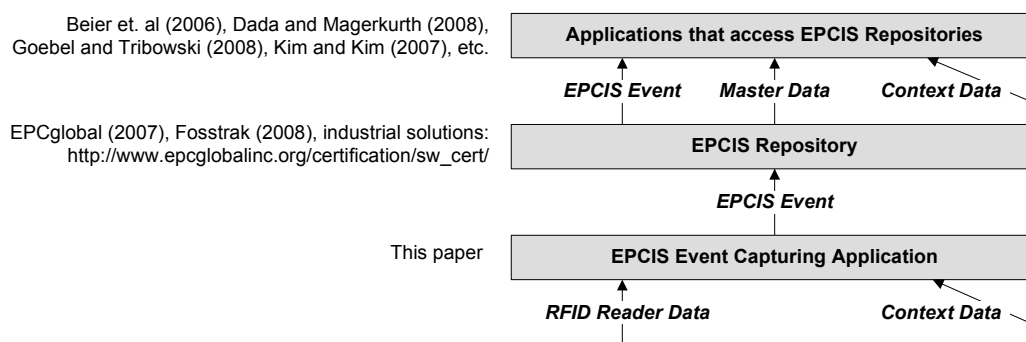 Beier et. al (2006), Dada and Magerkurth (2008),
Goebel and Tribowski (2008), Kim and Kim (2007), etc.
Applications that access EPCIS Repositories
EPCIS Event
Master Data
Context Data
EPCglobal (2007), Fosstrak (2008), industrial solutions:
http://www.epcglobalinc.org/certification/sw_cert/
EPCIS Repository
EPCIS Event
This paper
EPCIS Event Capturing Application
RFID Reader Data
Context Data